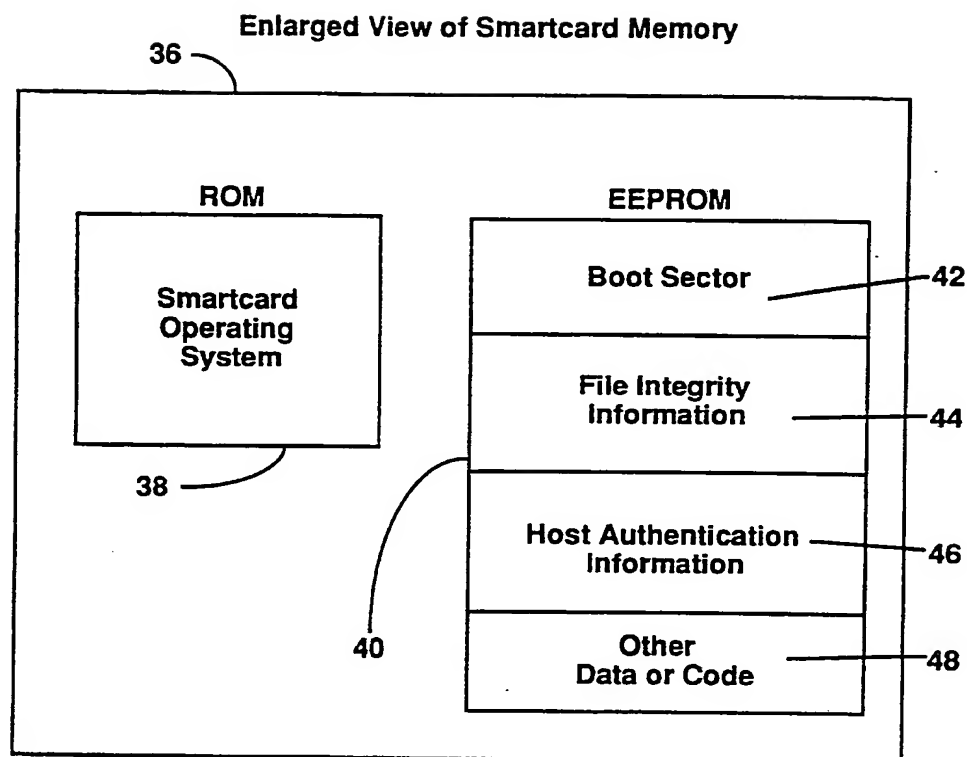 Enlarged View of Smartcard Memory
36
ROM
EEPROM
Smartcard
Operating
System
38
40
Boot Sector
42
File Integrity
Information
44
Host Authentication
Information
46
Other
Data or Code
48